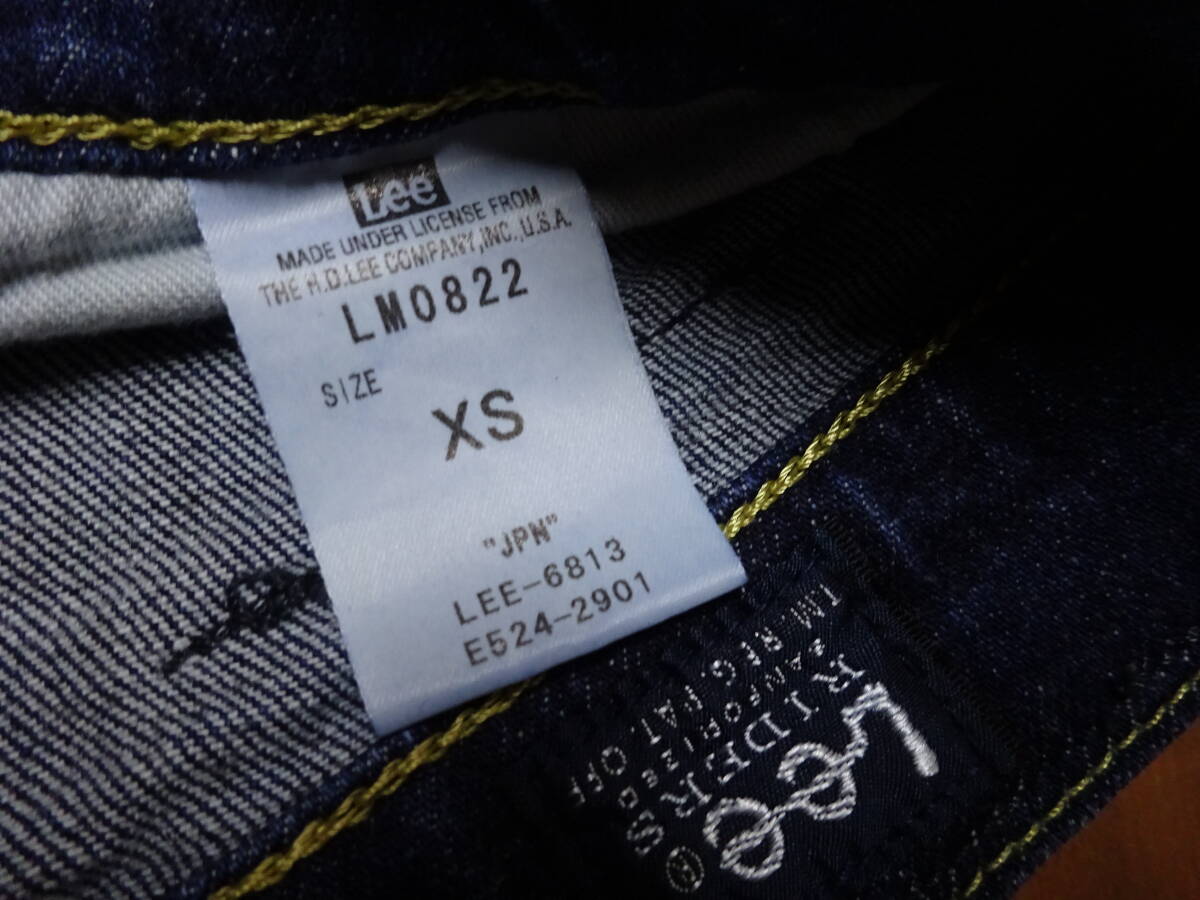 Lee
MADE UNDER LICENSE FROM
THE H.D.LEE COMPANY,INC.,U.S.A.
LM0822
SIZE
XS
"JPN"
LEE-6813
E524-2901
Lee ®
RIDERS
SANFORIZED
TM. REG. PAT. OFF